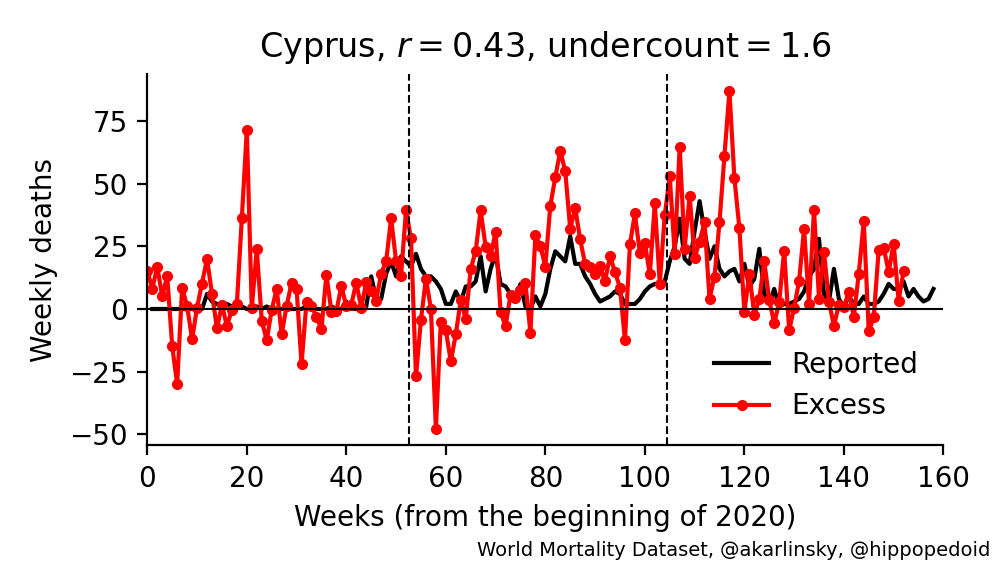 Cyprus, r = 0.43, undercount = 1.6
Weekly deaths
75
50
25
0
−25
−50
Reported
Excess
0 20 40 60 80 100 120 140 160
Weeks (from the beginning of 2020)
World Mortality Dataset, @akarlinsky, @hippopedoid